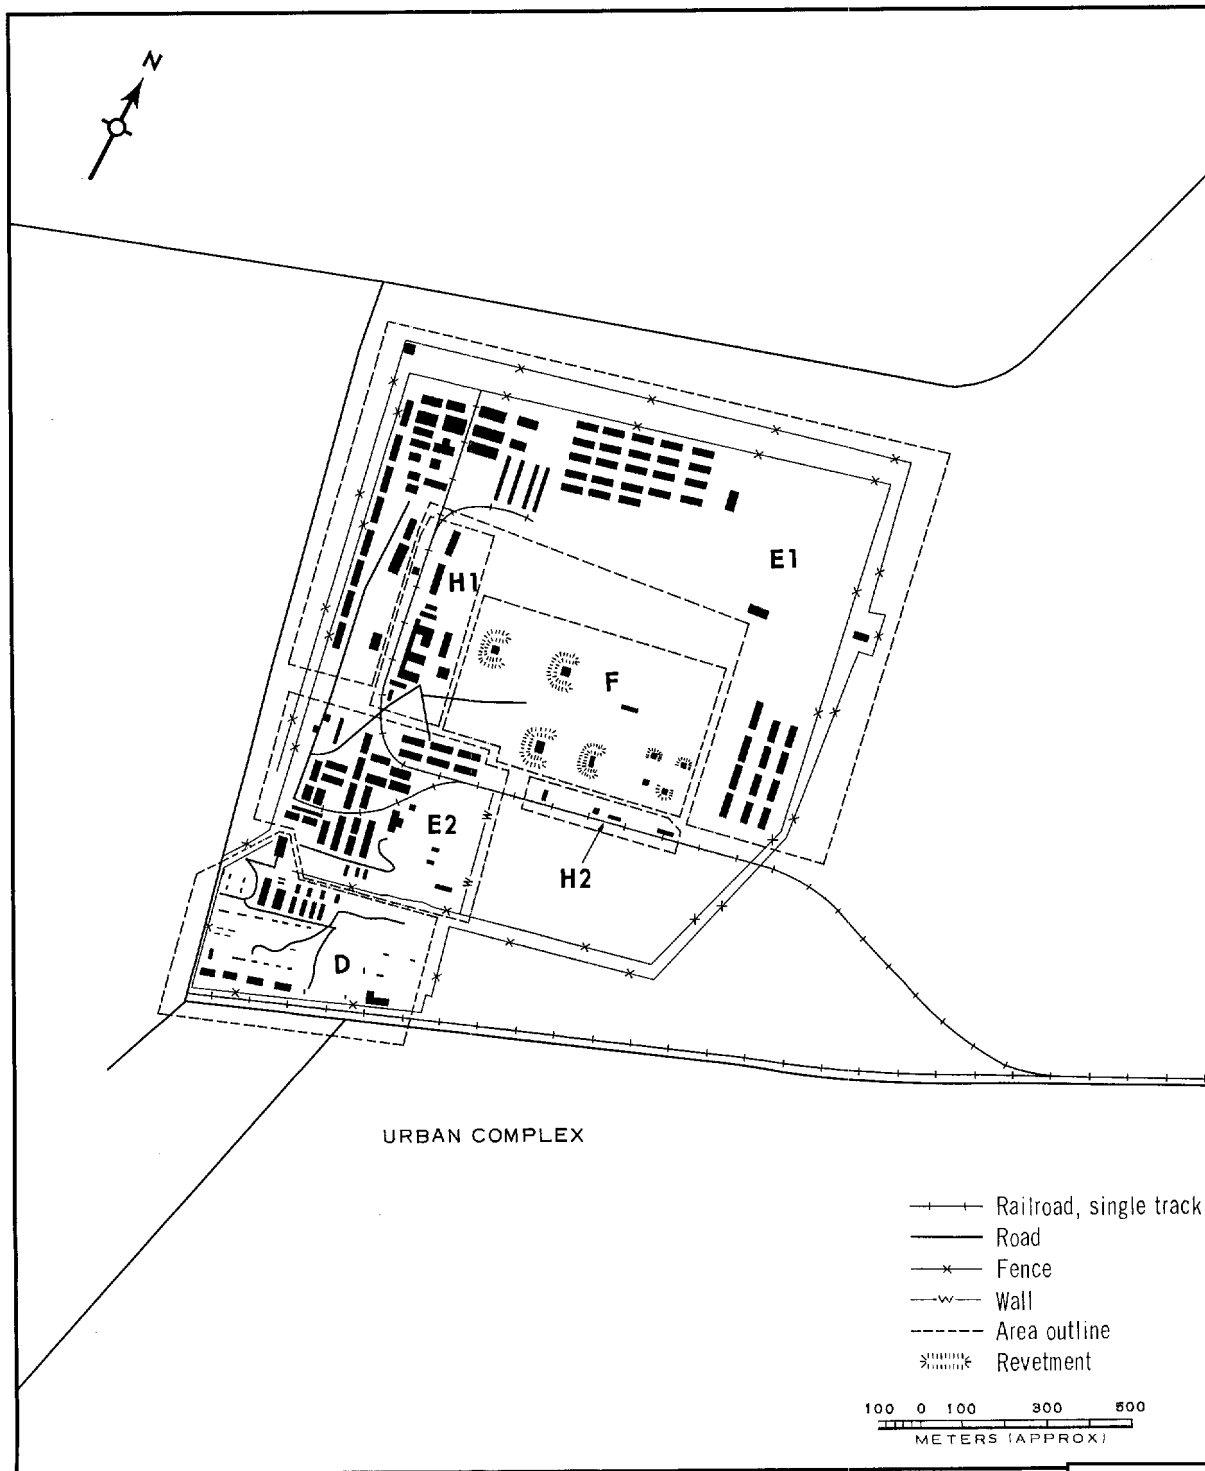 N
E1
H1
F
E2
H2
D
URBAN COMPLEX
Railroad, single track
Road
Fence
Wall
Area outline
Revetment
100 0 100 300 500
METERS (APPROX)